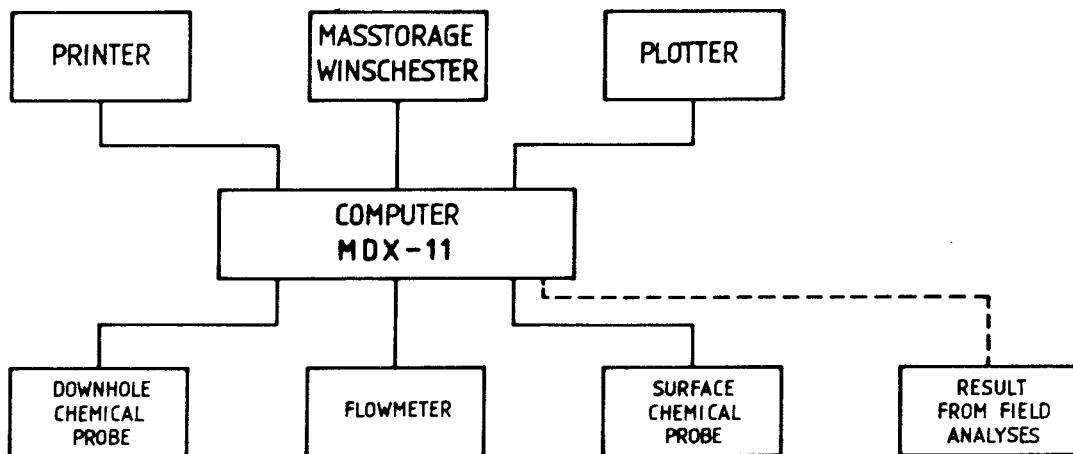 PRINTER
MASSTORAGE
WINSCHESTER
PLOTTER
COMPUTER
MDX-11
DOWNHOLE
CHEMICAL
PROBE
FLOWMETER
SURFACE
CHEMICAL
PROBE
RESULT
FROM FIELD
ANALYSES